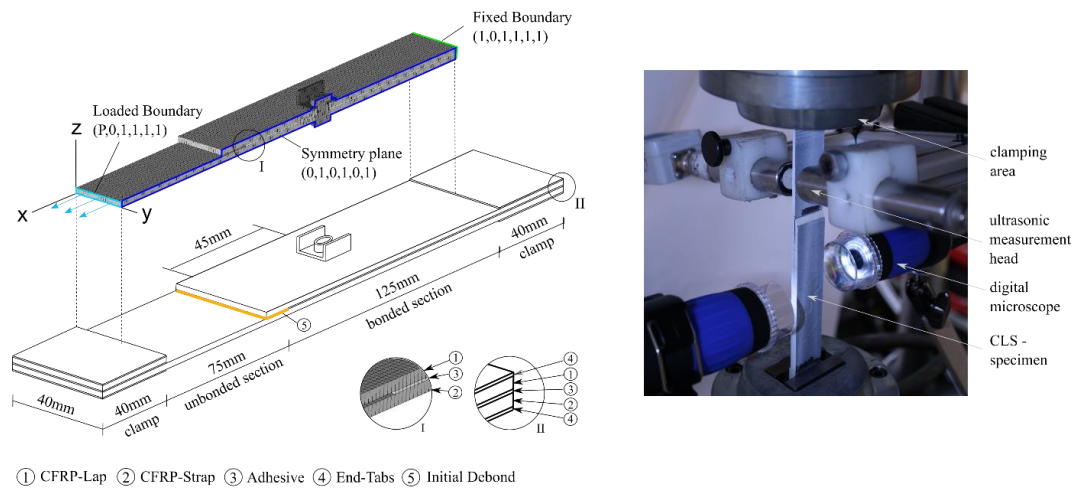 Fixed Boundary
(1,0,1,1,1,1)
Loaded Boundary
(P,0,1,1,1,1)
z
x
y
I
Symmetry plane
(0,1,0,1,0,1)
II
45mm
40mm
clamp
125mm
bonded section
5
75mm
unbonded section
40mm
40mm
clamp
1
3
2
I
4
1
3
2
4
II
1 CFRP-Lap 2 CFRP-Strap 3 Adhesive 4 End-Tabs 5 Initial Debond
clamping
area
ultrasonic
measurement
head
digital
microscope
CLS -
specimen